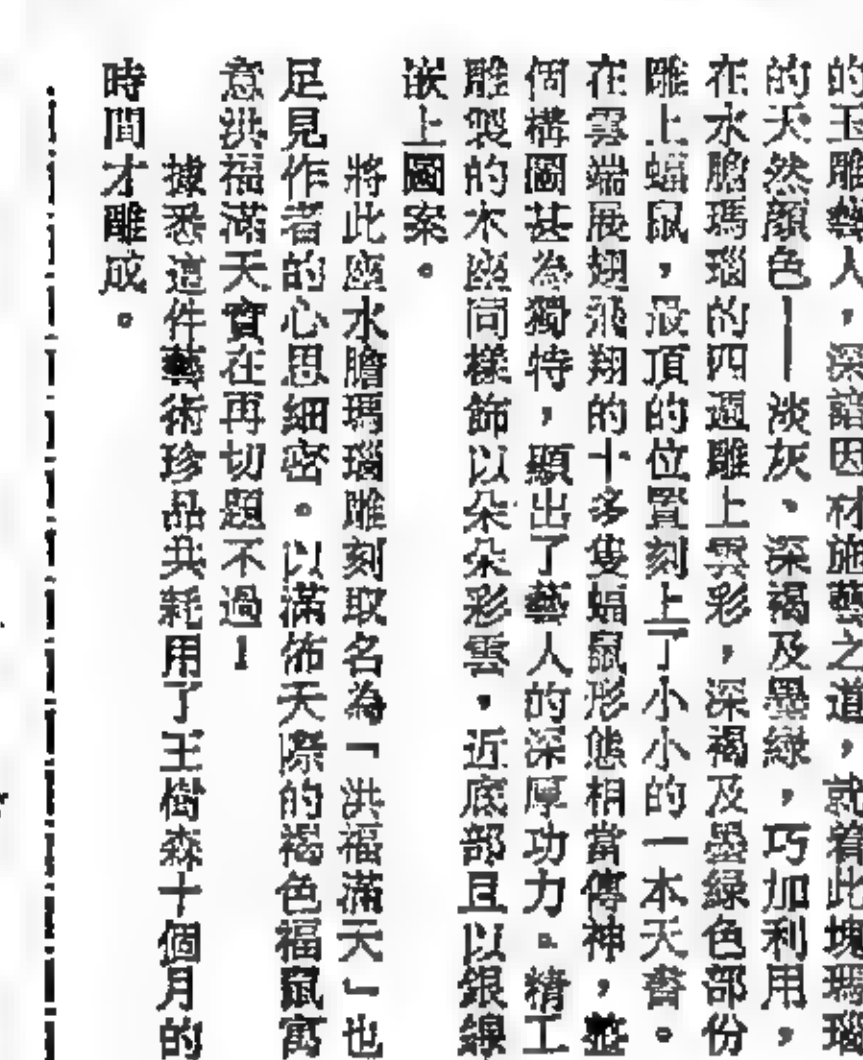 的玉雕藝人，深諳因材施藝之道，就着此塊瑪瑙
的天然顏色——淡灰、深褐及墨綠，巧加利用，
在水膽瑪瑙的四週雕上雲彩，深褐及墨綠色部份
雕上蝠鼠，最頂的位置刻上了小小的一本天書。
在雲端展翅飛翔的十多隻蝠鼠形態相當傳神，整
個構圖甚為獨特，顯出了藝人的深厚功力。精工
雕製的木座同樣飾以朵朵彩雲，近底部且以銀線
嵌上圖案。
將此座水膽瑪瑙雕刻取名為「洪福滿天」也
足見作者的心思細密。以滿佈天際的褐色福鼠寓
意洪福滿天實在再切題不過！
據悉這件藝術珍品共耗用了王樹森十個月的
時間才雕成。